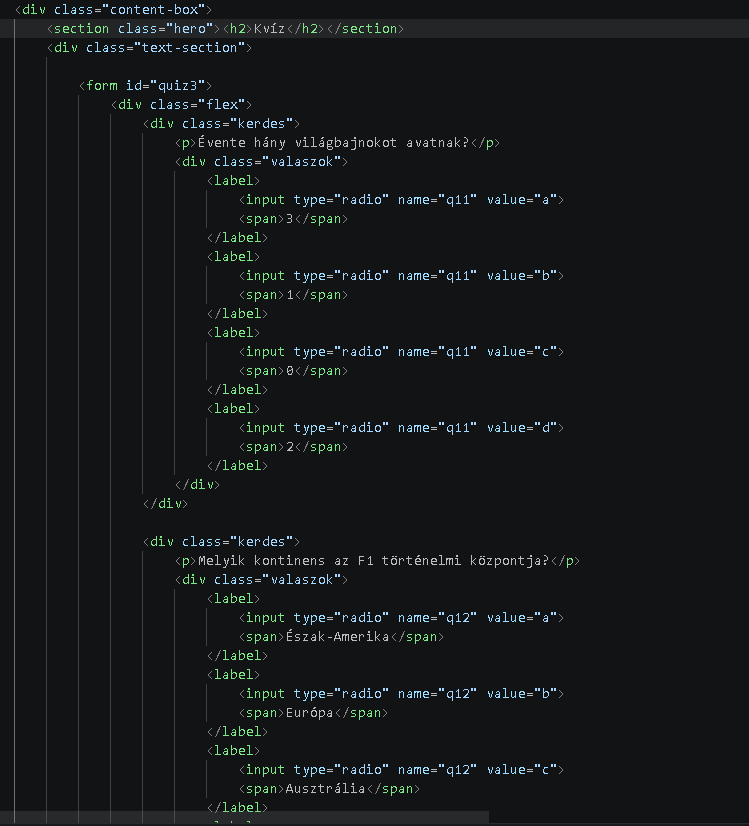 <div class="content-box">
<section class="hero"><h2>Kvíz</h2></section>
<div class="text-section">
<form id="quiz3">
<div class="flex">
<div class="kerdes">
<p>Évente hány világbajnokot avatnak?</p>
<div class="valaszok">
<label>
<input type="radio" name="q11" value="a">
<span>3</span>
</label>
<label>
<input type="radio" name="q11" value="b">
<span>1</span>
</label>
<label>
<input type="radio" name="q11" value="c">
<span>0</span>
</label>
<label>
<input type="radio" name="q11" value="d">
<span>2</span>
</label>
</div>
</div>
<div class="kerdes">
<p>Melyik kontinens az F1 történelmi központja?</p>
<div class="valaszok">
<label>
<input type="radio" name="q12" value="a">
<span>Észak-Amerika</span>
</label>
<label>
<input type="radio" name="q12" value="b">
<span>Európa</span>
</label>
<label>
<input type="radio" name="q12" value="c">
<span>Ausztrália</span>
</label>